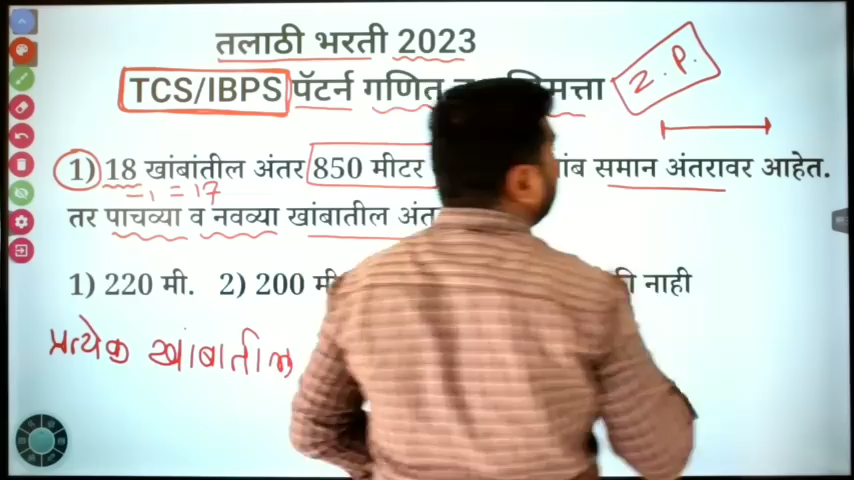 तलाठी भरती 2023
TCS/IBPS पॅटर्न गणित
Z.P.
1) 18 खांबांतील अंतर 850 मीटर समान अंतरावर आहेत.
– 1 = 17
तर पाचव्या व नवव्या खांबातील
1) 220 मी. 2) 200 नाही
प्रत्येक खांबातील